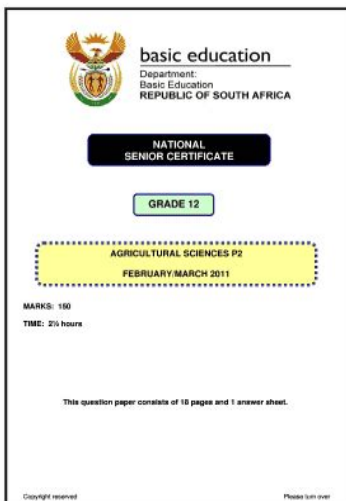 basic education
Department:
Basic Education
REPUBLIC OF SOUTH AFRICA
NATIONAL
SENIOR CERTIFICATE
GRADE 12
AGRICULTURAL SCIENCES P2
FEBRUARY/MARCH 2011
MARKS: 150
TIME: 2½ hours
This question paper consists of 18 pages and 1 answer sheet.
Copyright reserved
Please turn over